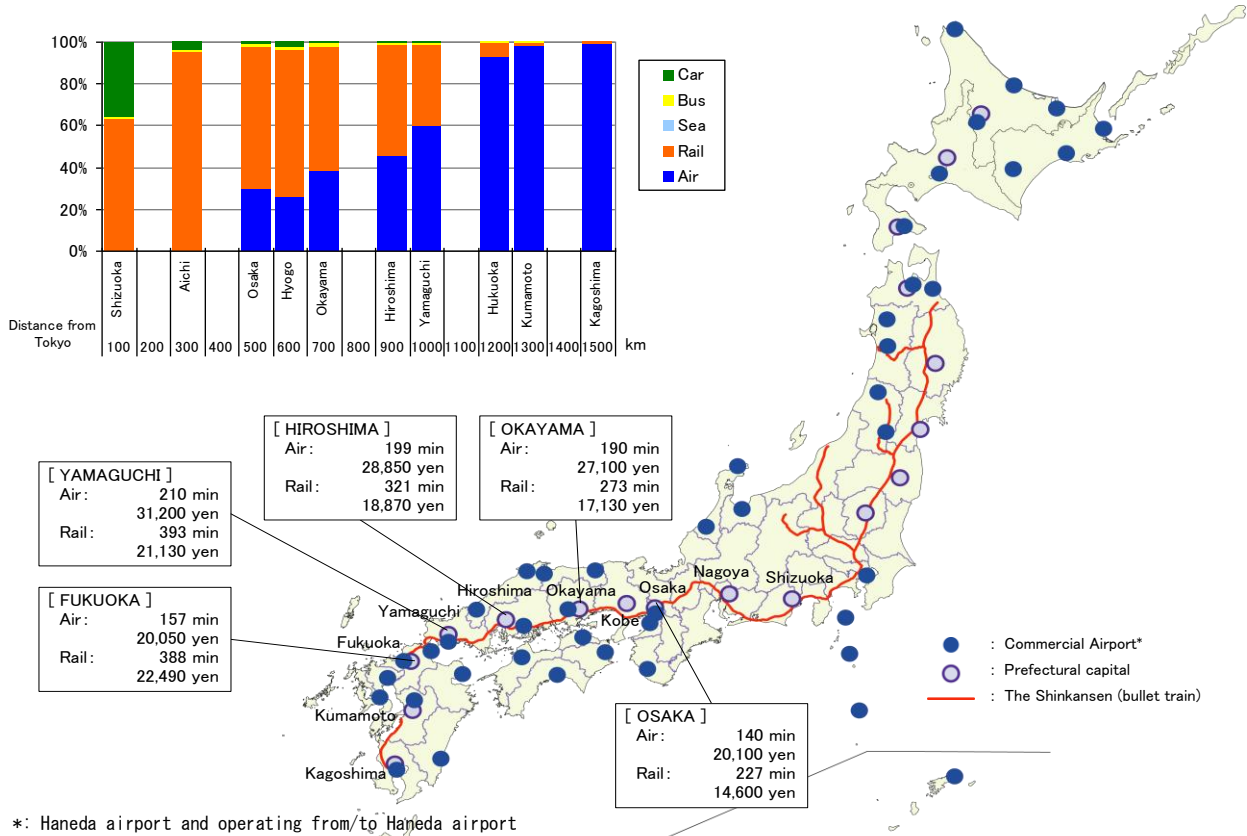 100%
80%
60%
40%
20%
0%
Car
Bus
Sea
Rail
Air
Shizuoka
Aichi
Osaka
Hyogo
Okayama
Hiroshima
Yamaguchi
Hukuoka
Kumamoto
Kagoshima
Distance from
Tokyo
100 200 300 400 500 600 700 800 900 1000 1100 1200 1300 1400 1500 km
[ HIROSHIMA ]
Air: 199 min
28,850 yen
Rail: 321 min
18,870 yen
[ OKAYAMA ]
Air: 190 min
27,100 yen
Rail: 273 min
17,130 yen
[ YAMAGUCHI ]
Air: 210 min
31,200 yen
Rail: 393 min
21,130 yen
[ FUKUOKA ]
Air: 157 min
20,050 yen
Rail: 388 min
22,490 yen
Nagoya
Shizuoka
Hiroshima
Okayama
Osaka
Yamaguchi
Kobe
Fukuoka
Kumamoto
Kagoshima
[ OSAKA ]
Air: 140 min
20,100 yen
Rail: 227 min
14,600 yen
: Commercial Airport*
: Prefectural capital
: The Shinkansen (bullet train)
*: Haneda airport and operating from/to Haneda airport